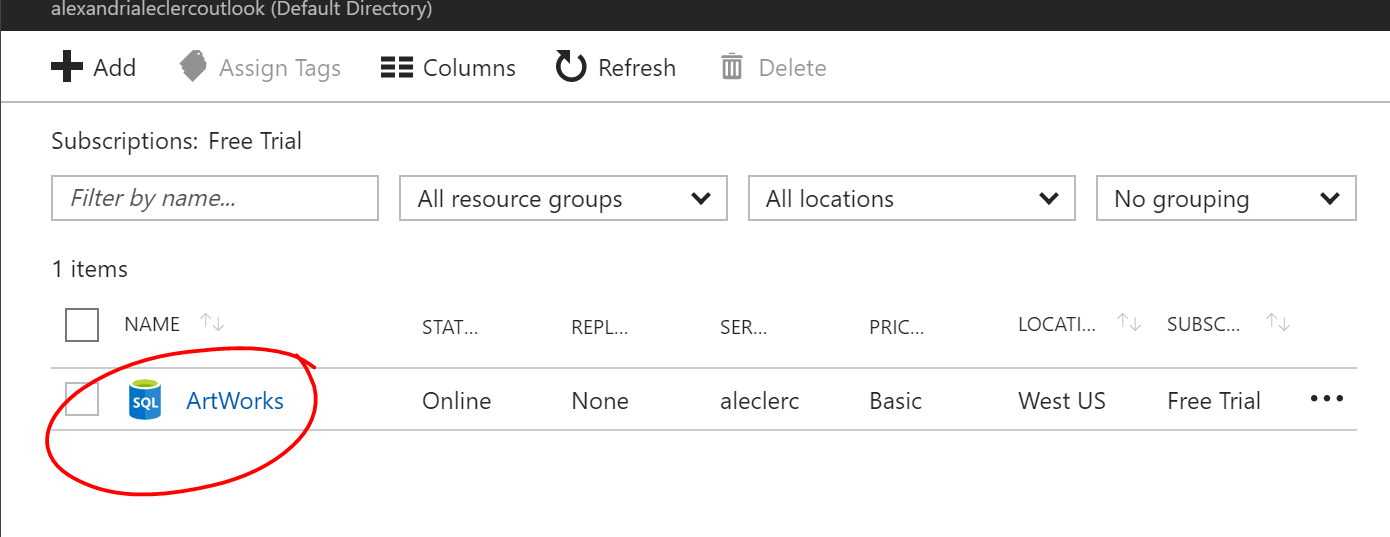 alexandrialeclercoutlook (Default Directory)
Add Assign Tags Columns Refresh Delete
Subscriptions: Free Trial
Filter by name... All resource groups All locations No grouping
1 items
NAME STAT... REPL... SER... PRIC... LOCATI... SUBSC...
SQL ArtWorks Online None aleclerc Basic West US Free Trial